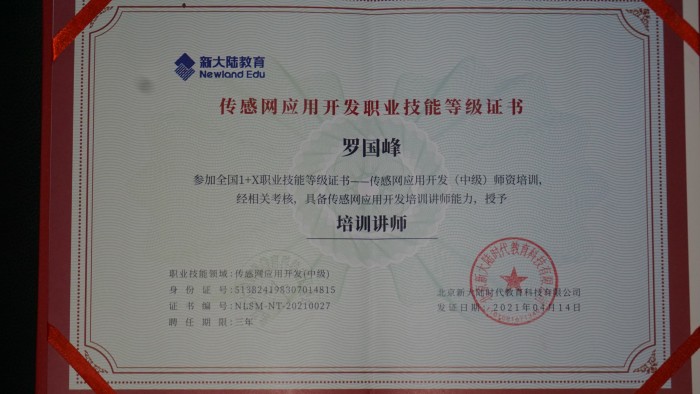 新大陆教育
Newland Edu
传感网应用开发职业技能等级证书
罗国峰
参加全国1+X职业技能等级证书——传感网应用开发（中级）师资培训，
经相关考核，具备传感网应用开发培训讲师能力，授予
培训讲师
职业技能领域：传感网应用开发(中级)
身份证号：513824198307014815
证书编号：NLSM-NT-20210027
聘任期限：三年
北京新大陆时代教育科技有限公司
发证日期：2021年04月14日